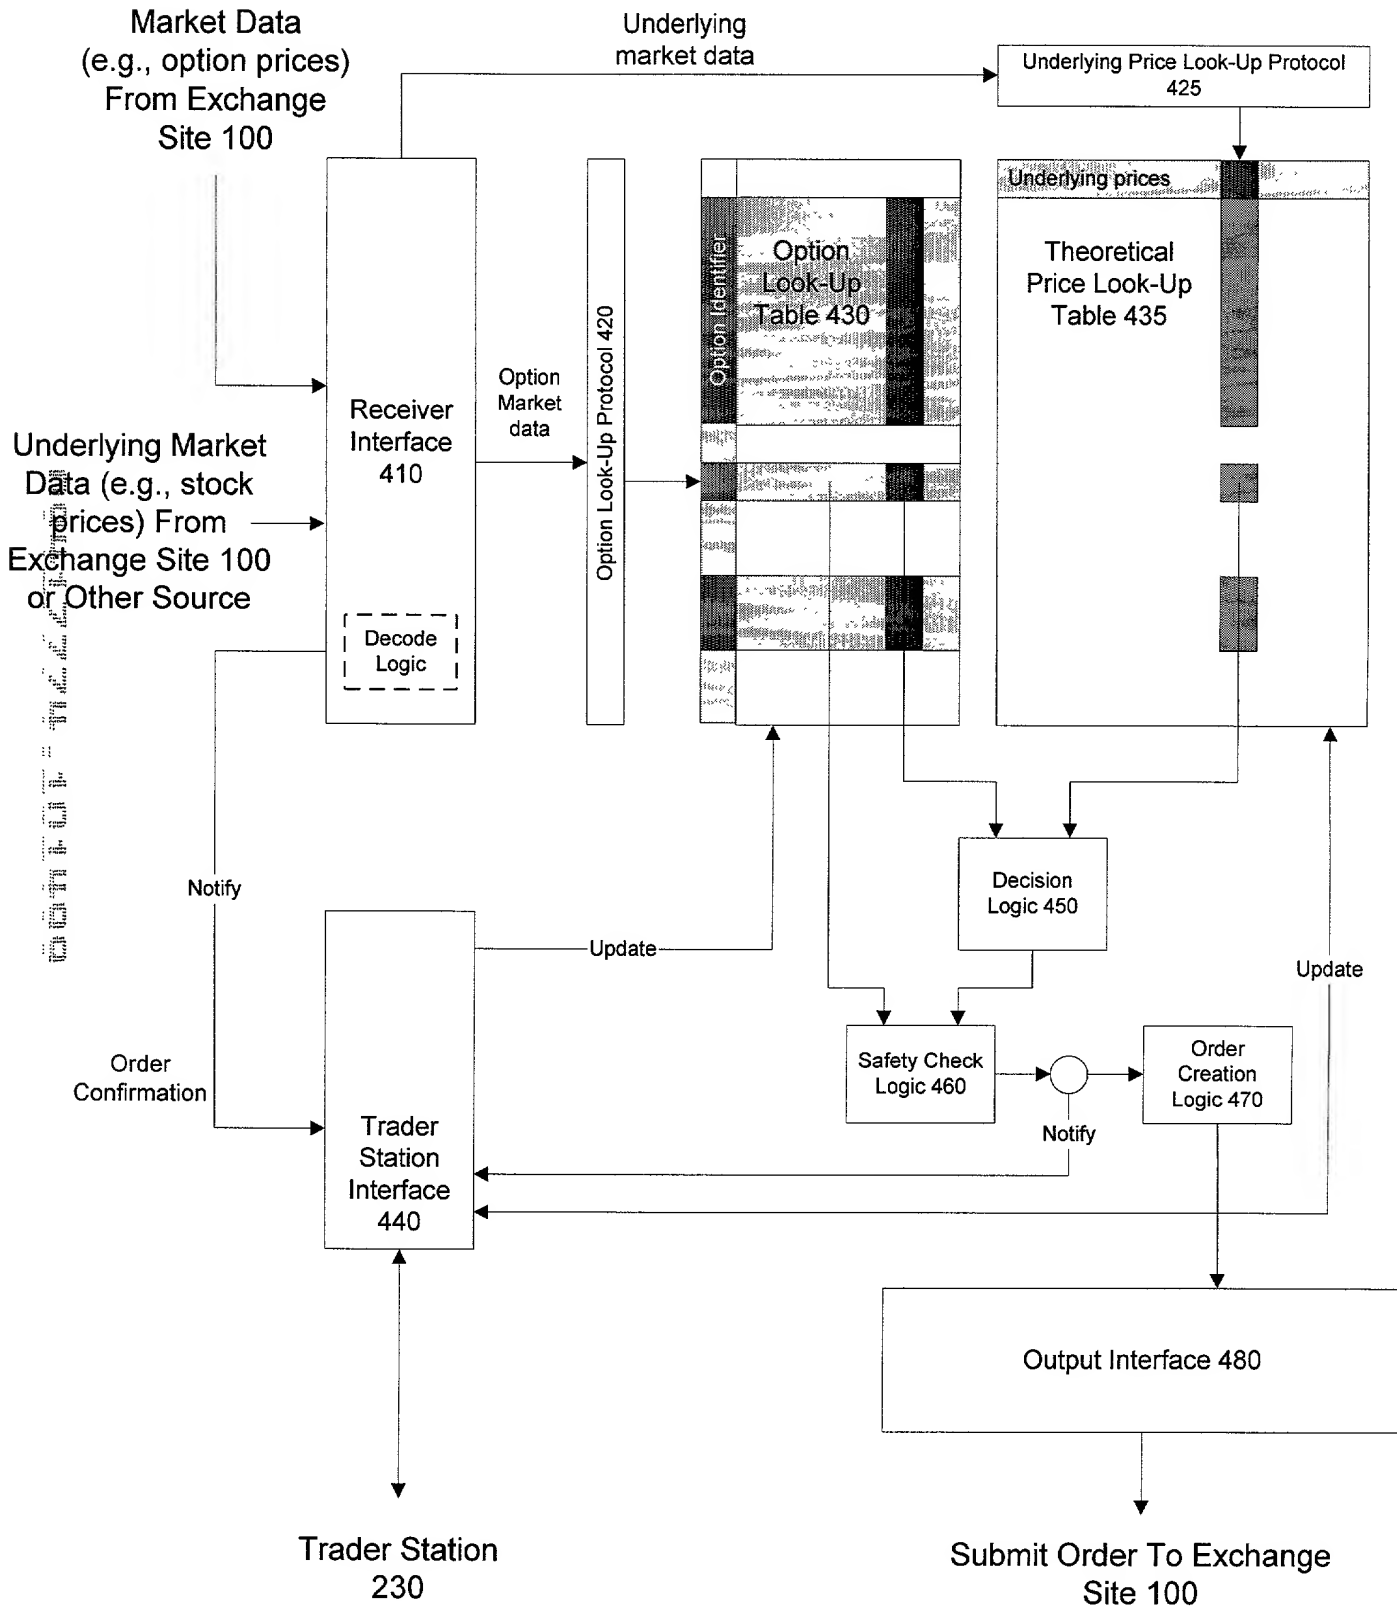 Market Data
(e.g., option prices)
From Exchange
Site 100
Underlying
market data
Underlying Price Look-Up Protocol
425
Underlying prices
Option Identifier
Option
Look-Up
Table 430
Theoretical
Price Look-Up
Table 435
Option Look-Up Protocol 420
Option
Market
data
Receiver
Interface
410
Underlying Market
Data (e.g., stock
prices) From
Exchange Site 100
or Other Source
Decode
Logic
Notify
Decision
Logic 450
Update
Update
Order
Confirmation
Safety Check
Logic 460
Order
Creation
Logic 470
Notify
Trader
Station
Interface
440
Output Interface 480
Trader Station
230
Submit Order To Exchange
Site 100